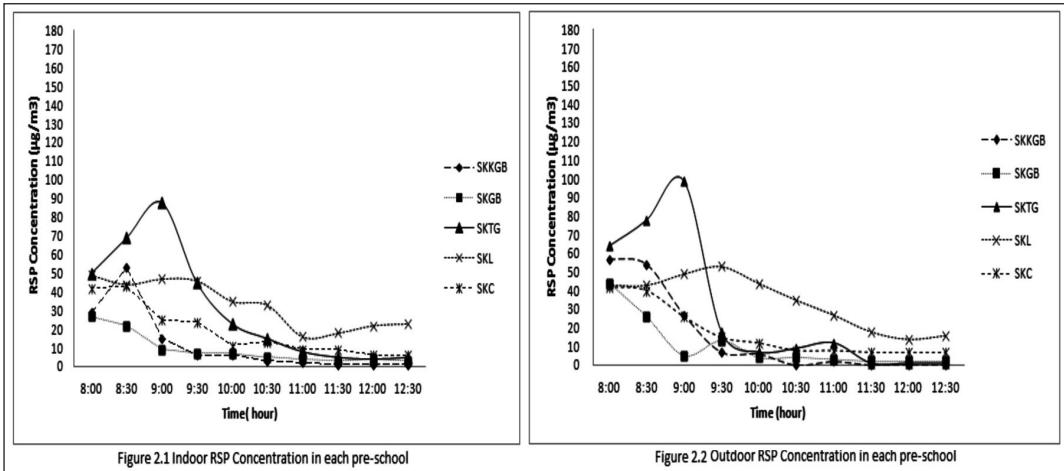 180
170
160
150
140
130
120
110
100
90
80
70
60
50
40
30
20
10
0
RSP Concentration (µg/m3)
8:00 8:30 9:00 9:30 10:00 10:30 11:00 11:30 12:00 12:30
Time( hour)
SKKGB
SKGB
SKTG
SKL
SKC
Figure 2.1 Indoor RSP Concentration in each pre-school
180
170
160
150
140
130
120
110
100
90
80
70
60
50
40
30
20
10
0
RSP Concentration (µg/m3)
8:00 8:30 9:00 9:30 10:00 10:30 11:00 11:30 12:00 12:30
Time (hour)
SKKGB
SKGB
SKTG
SKL
SKC
Figure 2.2 Outdoor RSP Concentration in each pre-school